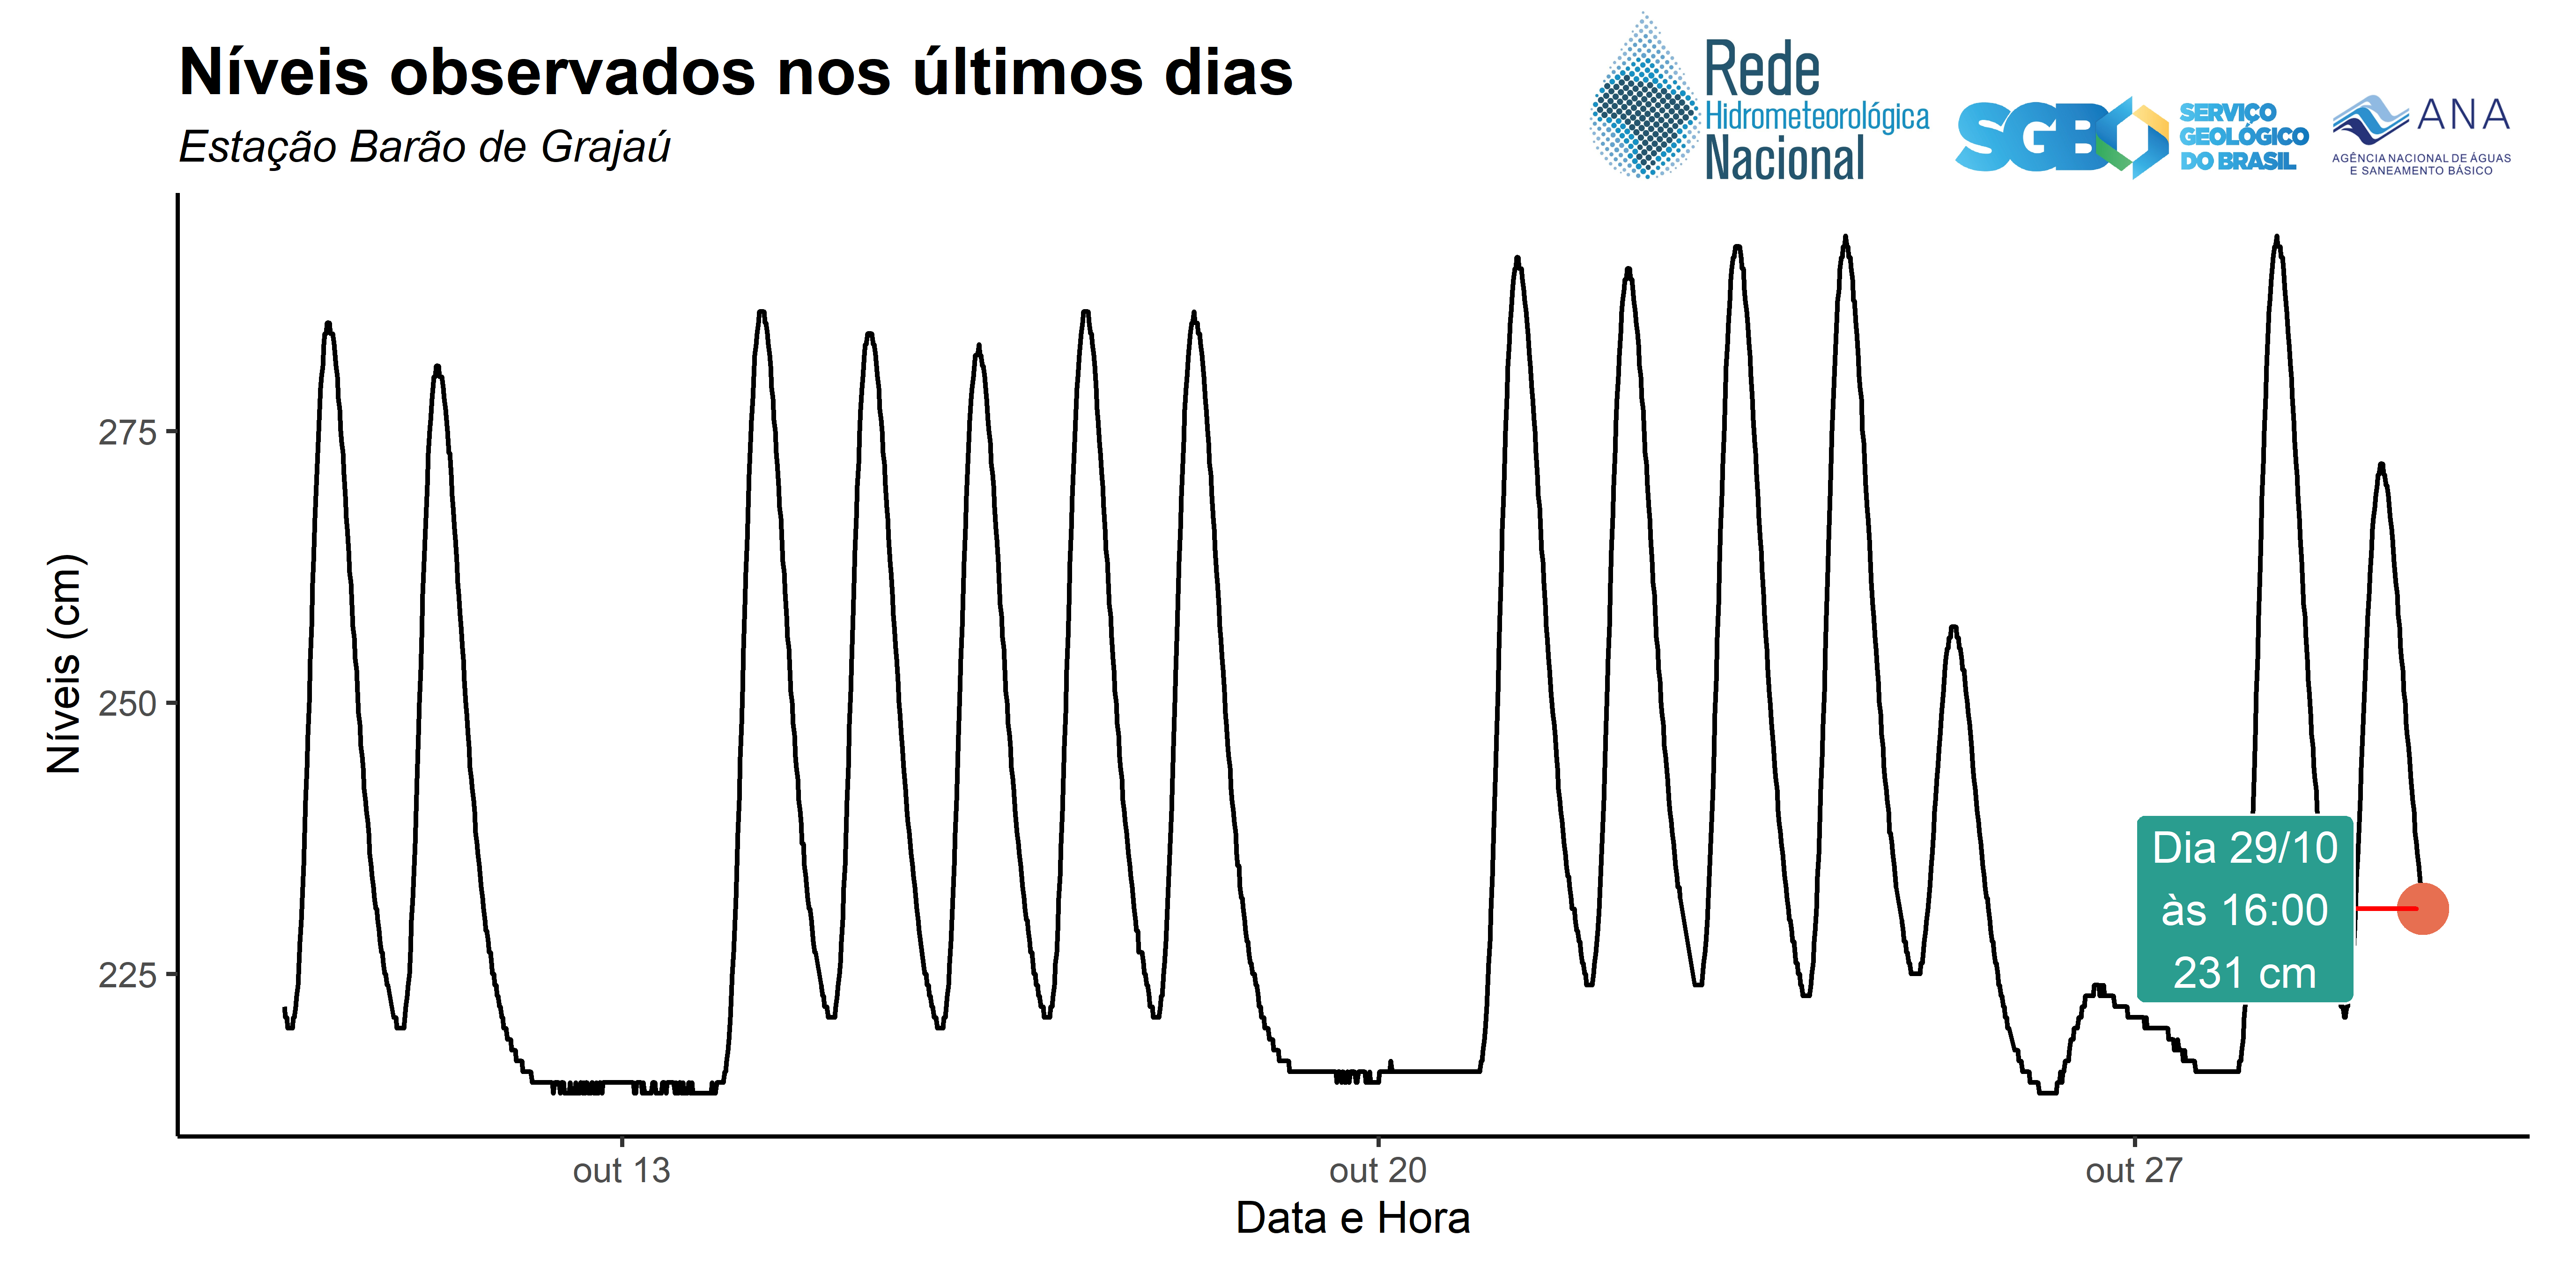 Níveis observados nos últimos dias
Estação Barão de Grajaú
Rede
Hidrometeorológica
Nacional
SGB
SERVIÇO
GEOLÓGICO
DO BRASIL
ANA
AGÊNCIA NACIONAL DE ÁGUAS
E SANEAMENTO BÁSICO
Níveis (cm)
275
250
225
Dia 29/10
às 16:00
231 cm
out 13
out 20
out 27
Data e Hora